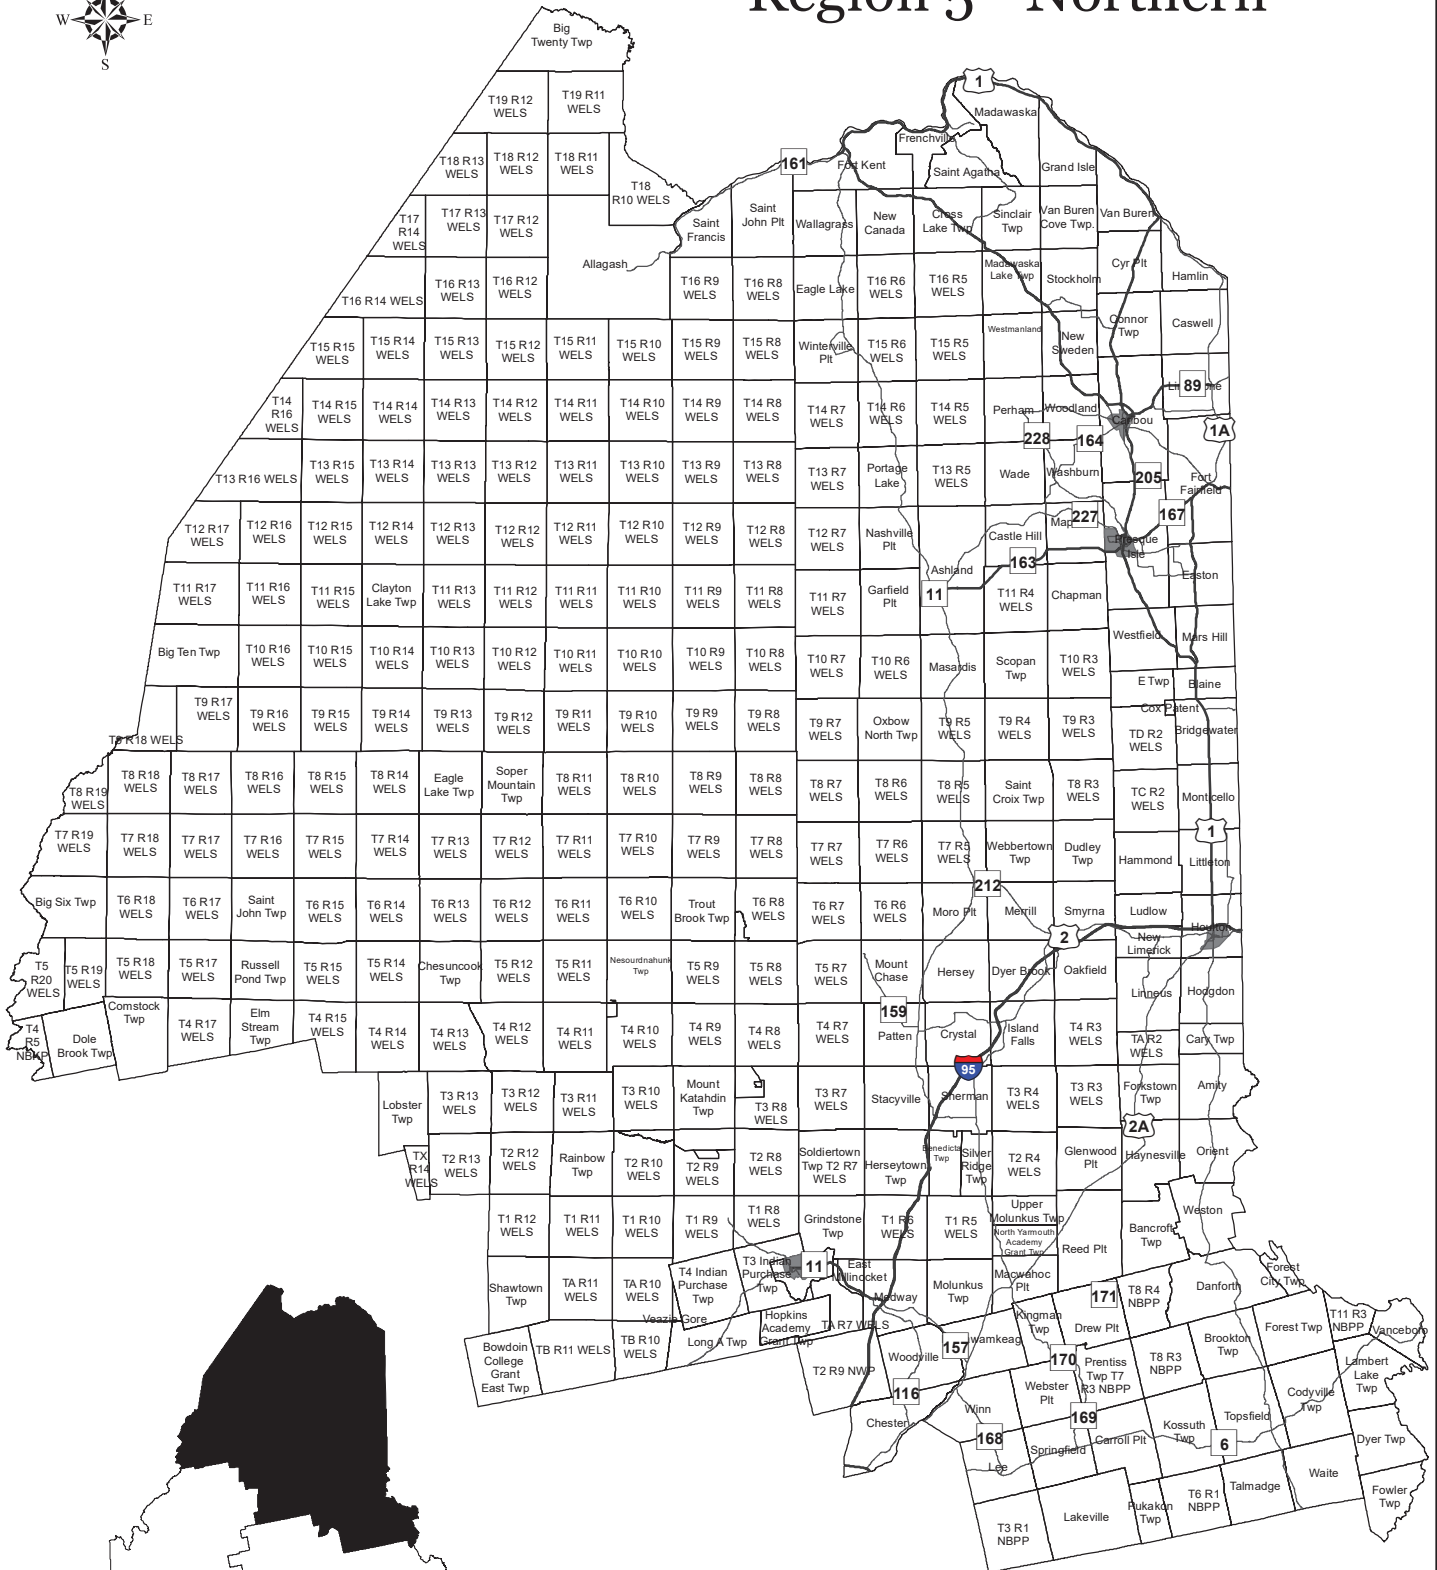 Region 5 - Northern
W E
S
Big
Twenty Twp
T19 R12
WELS
T19 R11
WELS
1
Madawaska
Frenchville
T18 R13
WELS
T18 R12
WELS
T18 R11
WELS
T18
R10 WELS
161
Fort Kent
Saint Agatha
Grand Isle
T17
R14
WELS
T17 R13
WELS
T17 R12
WELS
Allagash
Saint
Francis
Saint
John Plt
Wallagrass
New
Canada
Cross
Lake Twp
Sinclair
Twp
Van Buren
Cove Twp.
Van Buren
T16 R14 WELS
T16 R13
WELS
T16 R12
WELS
T16 R9
WELS
T16 R8
WELS
Eagle Lake
T16 R6
WELS
T16 R5
WELS
Madawaska
Lake Twp
Stockholm
Cyr Plt
Hamlin
T15 R15
WELS
T15 R14
WELS
T15 R13
WELS
T15 R12
WELS
T15 R11
WELS
T15 R10
WELS
T15 R9
WELS
T15 R8
WELS
Winterville
Plt
T15 R6
WELS
T15 R5
WELS
Westmanland
New
Sweden
Connor
Twp
Caswell
T14
R16
WELS
T14 R15
WELS
T14 R14
WELS
T14 R13
WELS
T14 R12
WELS
T14 R11
WELS
T14 R10
WELS
T14 R9
WELS
T14 R8
WELS
T14 R7
WELS
T14 R6
WELS
T14 R5
WELS
Perham
Woodland
Caribou
89
1A
228
164
T13 R16 WELS
T13 R15
WELS
T13 R14
WELS
T13 R13
WELS
T13 R12
WELS
T13 R11
WELS
T13 R10
WELS
T13 R9
WELS
T13 R8
WELS
T13 R7
WELS
Portage
Lake
T13 R5
WELS
Wade
Washburn
205
Fort
Fairfield
T12 R17
WELS
T12 R16
WELS
T12 R15
WELS
T12 R14
WELS
T12 R13
WELS
T12 R12
WELS
T12 R11
WELS
T12 R10
WELS
T12 R9
WELS
T12 R8
WELS
T12 R7
WELS
Nashville
Plt
Ashland
Castle Hill
Map
227
167
Presque
Isle
163
T11 R17
WELS
T11 R16
WELS
T11 R15
WELS
Clayton
Lake Twp
T11 R13
WELS
T11 R12
WELS
T11 R11
WELS
T11 R10
WELS
T11 R9
WELS
T11 R8
WELS
T11 R7
WELS
Garfield
Plt
11
T11 R4
WELS
Chapman
Easton
Big Ten Twp
T10 R16
WELS
T10 R15
WELS
T10 R14
WELS
T10 R13
WELS
T10 R12
WELS
T10 R11
WELS
T10 R10
WELS
T10 R9
WELS
T10 R8
WELS
T10 R7
WELS
T10 R6
WELS
Masardis
Scopan
Twp
T10 R3
WELS
Westfield
Mars Hill
E Twp
Blaine
Cox Patent
T9 R18 WELS
T9 R17
WELS
T9 R16
WELS
T9 R15
WELS
T9 R14
WELS
T9 R13
WELS
T9 R12
WELS
T9 R11
WELS
T9 R10
WELS
T9 R9
WELS
T9 R8
WELS
T9 R7
WELS
Oxbow
North Twp
T9 R5
WELS
T9 R4
WELS
T9 R3
WELS
TD R2
WELS
Bridgewater
T8 R19
WELS
T8 R18
WELS
T8 R17
WELS
T8 R16
WELS
T8 R15
WELS
T8 R14
WELS
Eagle
Lake Twp
Soper
Mountain
Twp
T8 R11
WELS
T8 R10
WELS
T8 R9
WELS
T8 R8
WELS
T8 R7
WELS
T8 R6
WELS
T8 R5
WELS
Saint
Croix Twp
T8 R3
WELS
TC R2
WELS
Monticello
1
T7 R19
WELS
T7 R18
WELS
T7 R17
WELS
T7 R16
WELS
T7 R15
WELS
T7 R14
WELS
T7 R13
WELS
T7 R12
WELS
T7 R11
WELS
T7 R10
WELS
T7 R9
WELS
T7 R8
WELS
T7 R7
WELS
T7 R6
WELS
T7 R5
WELS
Webbertown
Twp
Dudley
Twp
Hammond
Littleton
212
Big Six Twp
T6 R18
WELS
T6 R17
WELS
Saint
John Twp
T6 R15
WELS
T6 R14
WELS
T6 R13
WELS
T6 R12
WELS
T6 R11
WELS
T6 R10
WELS
Trout
Brook Twp
T6 R8
WELS
T6 R7
WELS
T6 R6
WELS
Moro Plt
Merrill
Smyrna
Ludlow
Houlton
2
New
Limerick
T5
R20
WELS
T5 R19
WELS
T5 R18
WELS
T5 R17
WELS
Russell
Pond Twp
T5 R15
WELS
T5 R14
WELS
Chesuncook
Twp
T5 R12
WELS
T5 R11
WELS
Nesourdnahunk
Twp
T5 R9
WELS
T5 R8
WELS
T5 R7
WELS
Mount
Chase
Hersey
Dyer Brook
Oakfield
Linneus
Hodgdon
159
T4
R5
NBKP
Dole
Brook Twp
Comstock
Twp
T4 R17
WELS
Elm
Stream
Twp
T4 R15
WELS
T4 R14
WELS
T4 R13
WELS
T4 R12
WELS
T4 R11
WELS
T4 R10
WELS
T4 R9
WELS
T4 R8
WELS
T4 R7
WELS
Patten
Crystal
Island
Falls
T4 R3
WELS
TA R2
WELS
Cary Twp
95
Lobster
Twp
T3 R13
WELS
T3 R12
WELS
T3 R11
WELS
T3 R10
WELS
Mount
Katahdin
Twp
T3 R8
WELS
T3 R7
WELS
Stacyville
Sherman
T3 R4
WELS
T3 R3
WELS
Forkstown
Twp
Amity
2A
TX
R14
WELS
T2 R13
WELS
T2 R12
WELS
Rainbow
Twp
T2 R10
WELS
T2 R9
WELS
T2 R8
WELS
Soldiertown
Twp T2 R7
WELS
Herseytown
Twp
Benedicta
Twp
Silver
Ridge
Twp
T2 R4
WELS
Glenwood
Plt
Haynesville
Orient
T1 R12
WELS
T1 R11
WELS
T1 R10
WELS
T1 R9
WELS
T1 R8
WELS
Grindstone
Twp
T1 R6
WELS
T1 R5
WELS
Upper
Molunkus Twp
North Yarmouth
Academy
Grant Twp
Reed Plt
Bancroft
Twp
Weston
Shawtown
Twp
TA R11
WELS
TA R10
WELS
T4 Indian
Purchase
Twp
T3 Indian
Purchase
Twp
11
East
Millinocket
Medway
Molunkus
Twp
Macwahoc
Plt
171
T8 R4
NBPP
Danforth
Forest
City Twp
Veazie Gore
Hopkins
Academy
Grant Twp
TA R7 WELS
Kingman
Twp
Drew Plt
Brookton
Twp
Forest Twp
T11 R3
NBPP
Vanceboro
Bowdoin
College
Grant
East Twp
TB R11 WELS
TB R10
WELS
Long A Twp
T2 R9 NWP
Woodville
157
wamkeag
170
Prentiss
Twp T7
R3 NBPP
T8 R3
NBPP
Lambert
Lake
Twp
116
Chester
Winn
Webster
Plt
169
Carroll Plt
Kossuth
Twp
Topsfield
Codyville
Twp
Dyer Twp
168
Lee
Springfield
6
Talmadge
Waite
Fowler
Twp
T3 R1
NBPP
Lakeville
Pukakon
Twp
T6 R1
NBPP